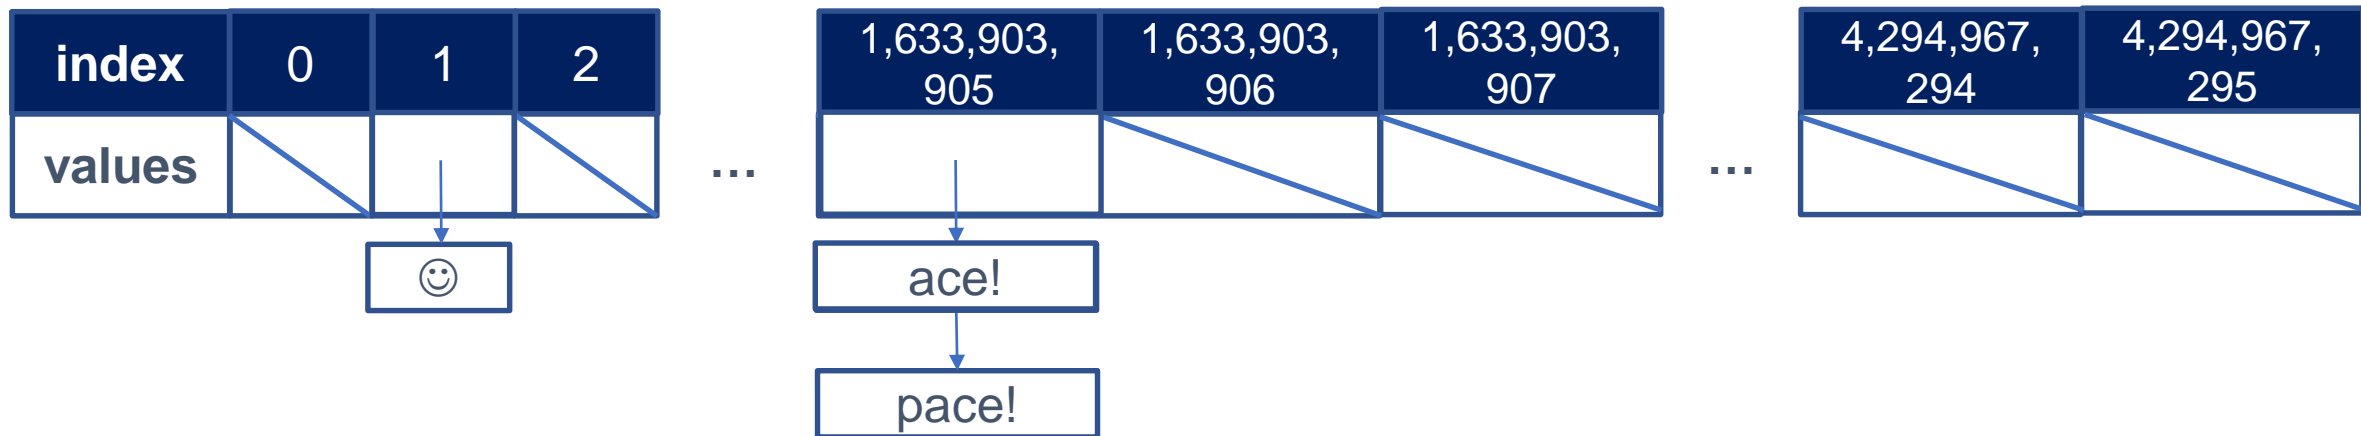 index 0 1 2 1,633,903,905 1,633,903,906 1,633,903,907 4,294,967,294 4,294,967,295
values ... ...
☺ ace!
pace!